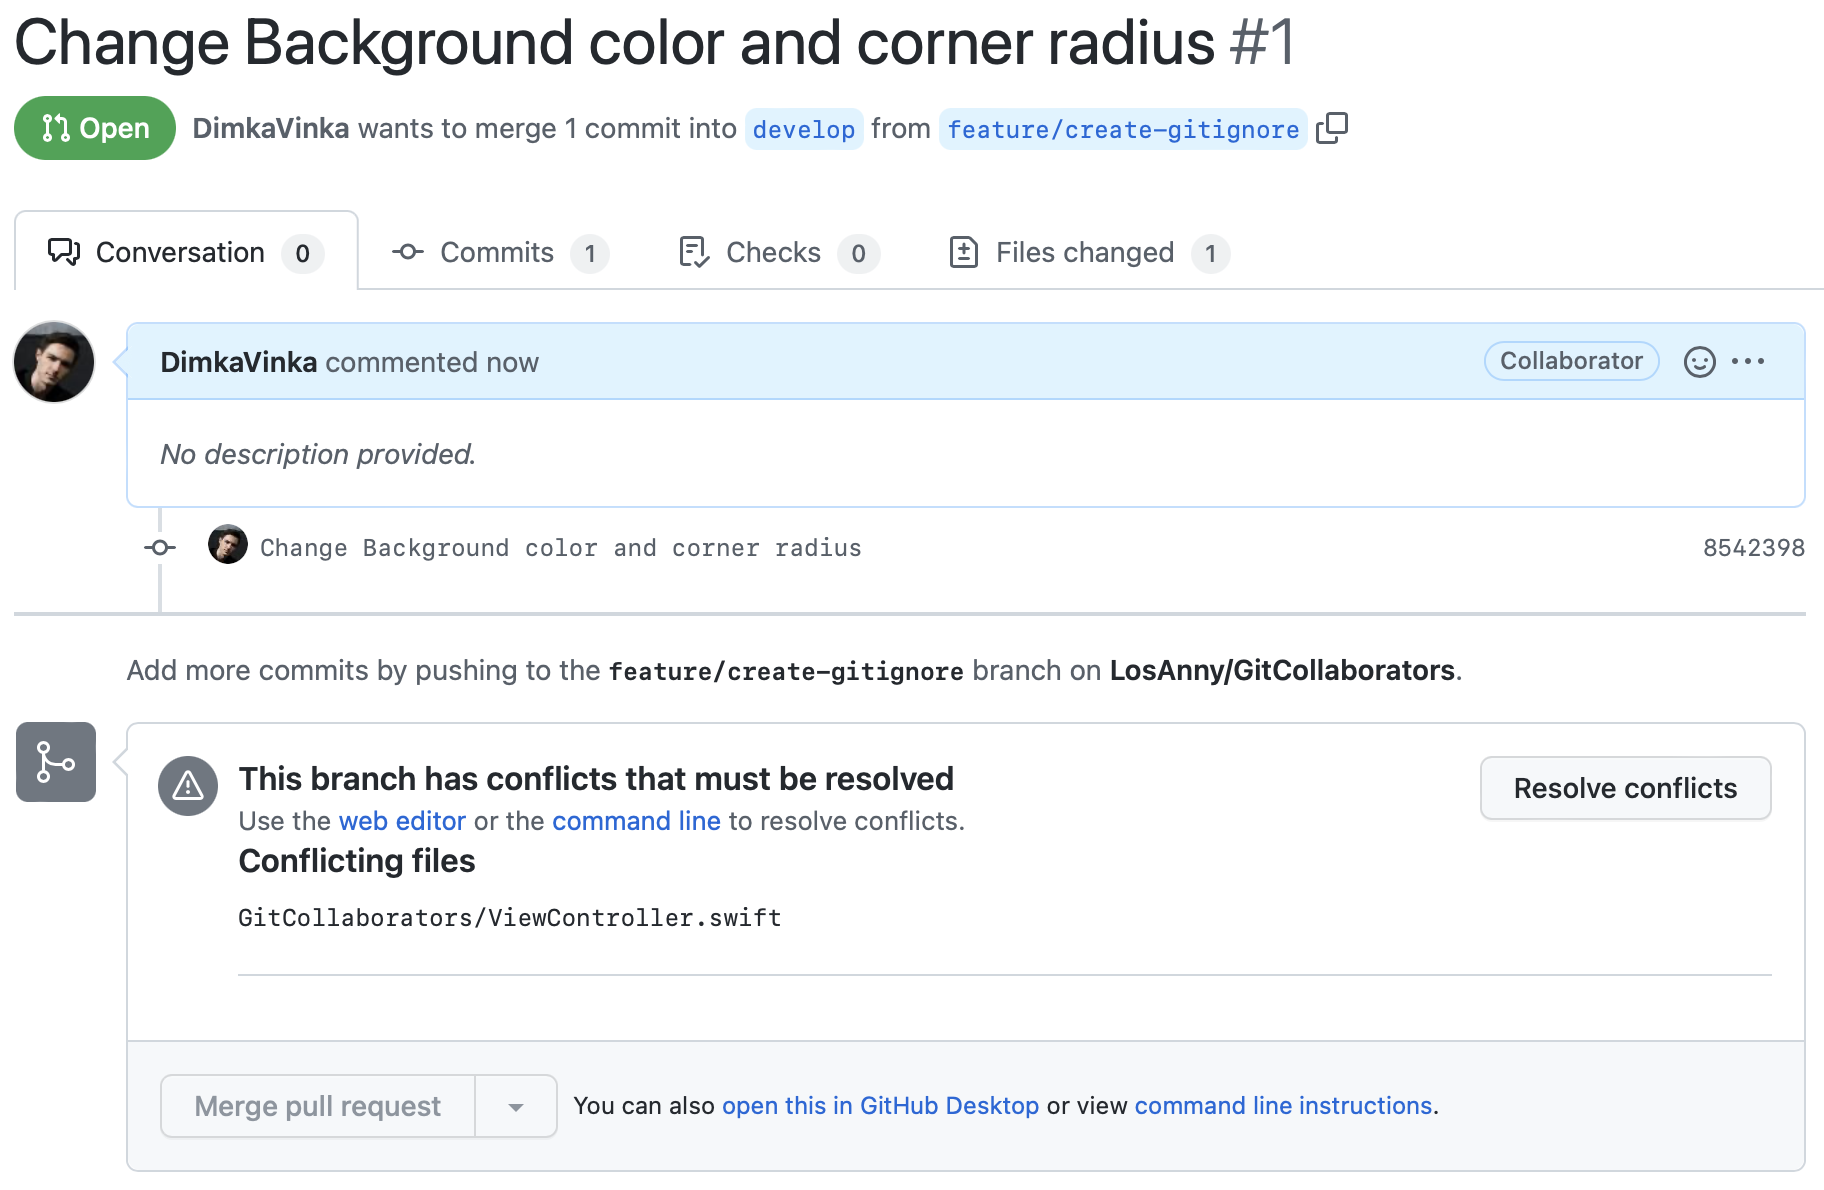 Change Background color and corner radius #1
Open DimkaVinka wants to merge 1 commit into develop from feature/create-gitignore
Conversation 0 Commits 1 Checks 0 Files changed 1
DimkaVinka commented now Collaborator
No description provided.
Change Background color and corner radius 8542398
Add more commits by pushing to the feature/create-gitignore branch on LosAnny/GitCollaborators.
This branch has conflicts that must be resolved
Resolve conflicts
Use the web editor or the command line to resolve conflicts.
Conflicting files
GitCollaborators/ViewController.swift
Merge pull request You can also open this in GitHub Desktop or view command line instructions.